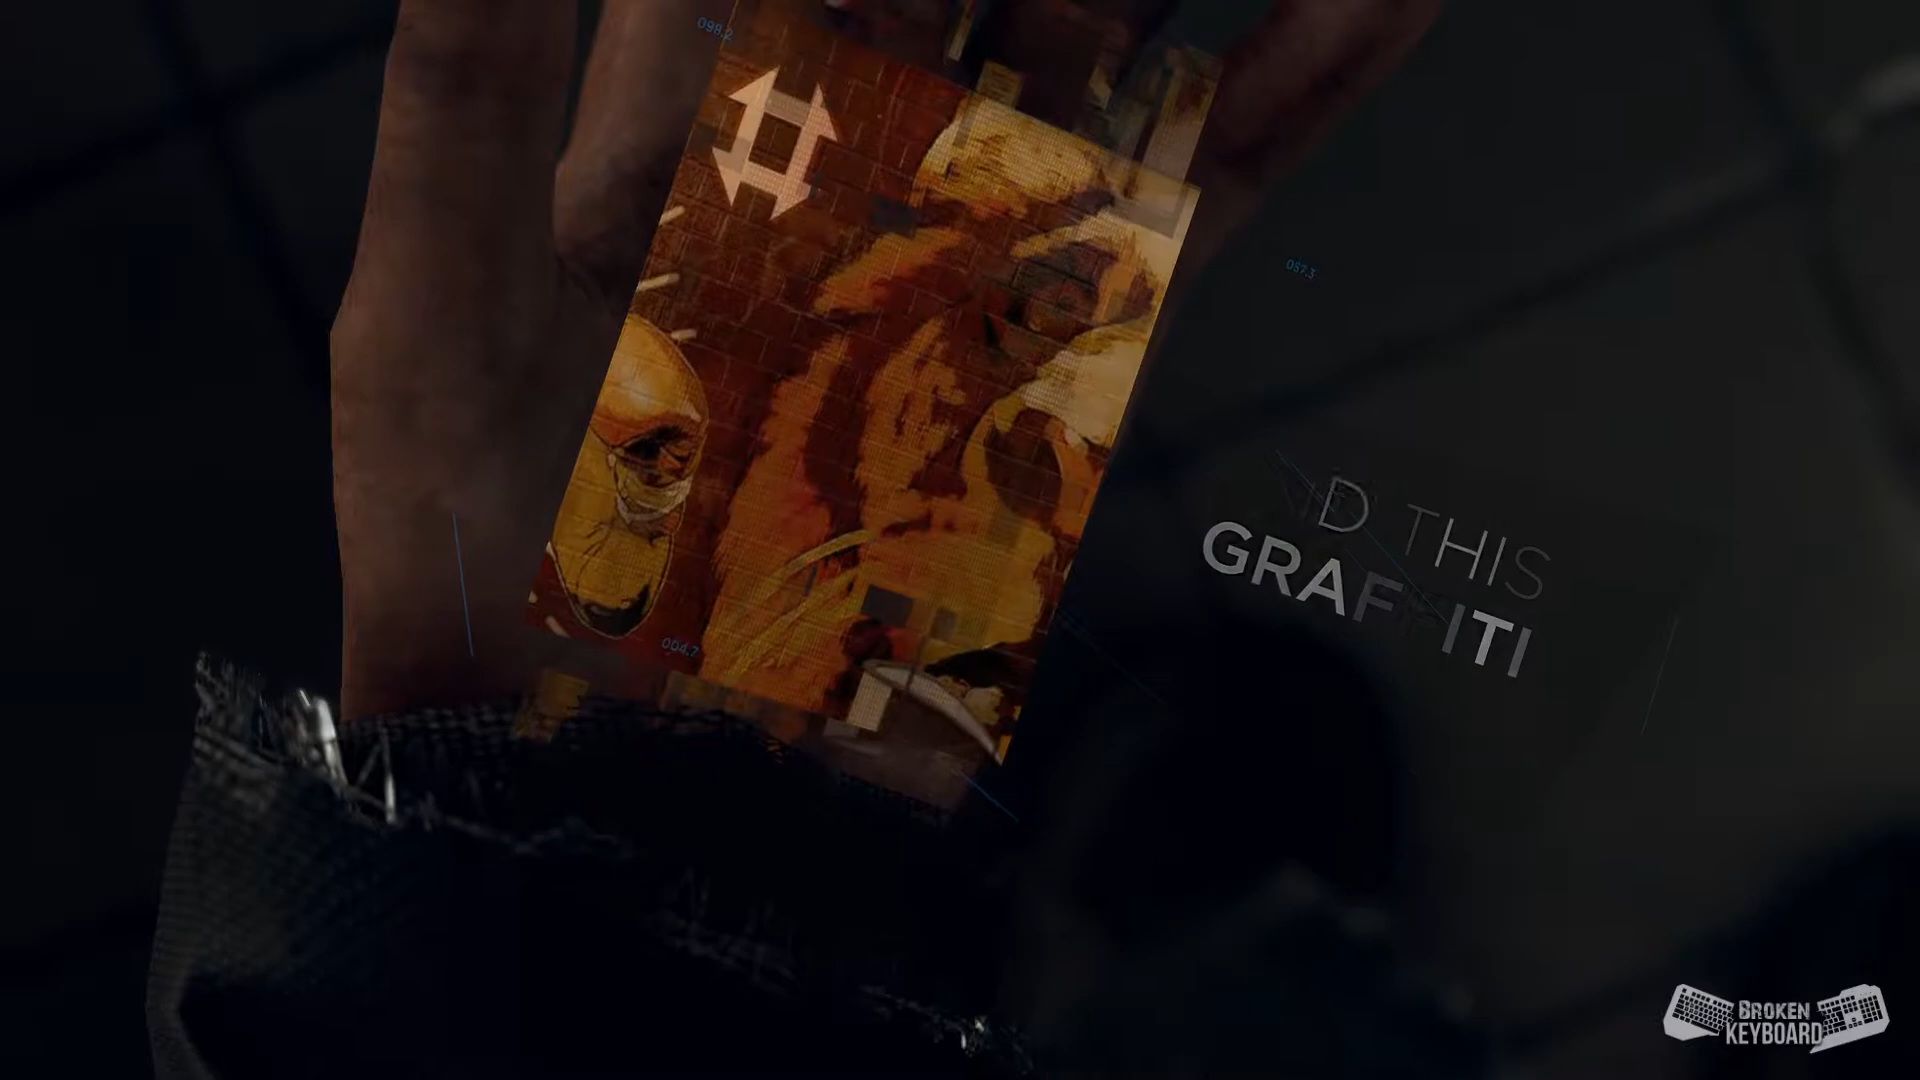 098.2
057.3
D THIS
GRAFFITI
004.7
BROKEN
KEYBOARD